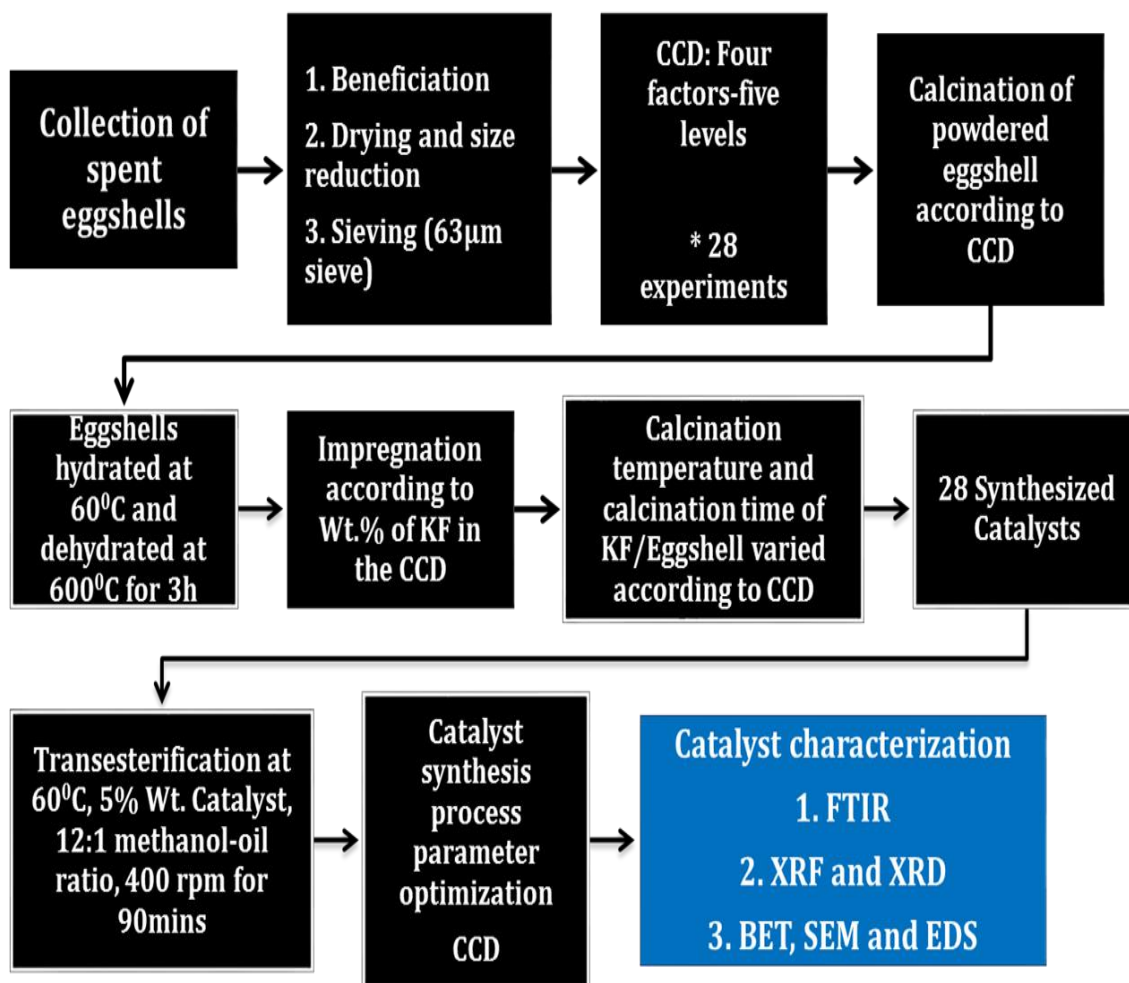 Collection of
spent
eggshells
1. Beneficiation
2. Drying and size
reduction
3. Sieving (63µm
sieve)
CCD: Four
factors-five
levels
* 28
experiments
Calcination of
powdered
eggshell
according to
CCD
Eggshells
hydrated at
60⁰C and
dehydrated at
600⁰C for 3h
Impregnation
according to
Wt.% of KF in
the CCD
Calcination
temperature and
calcination time of
KF/Eggshell varied
according to CCD
28 Synthesized
Catalysts
Transesterification at
60⁰C, 5% Wt. Catalyst,
12:1 methanol-oil
ratio, 400 rpm for
90mins
Catalyst
synthesis
process
parameter
optimization
CCD
Catalyst characterization
1. FTIR
2. XRF and XRD
3. BET, SEM and EDS